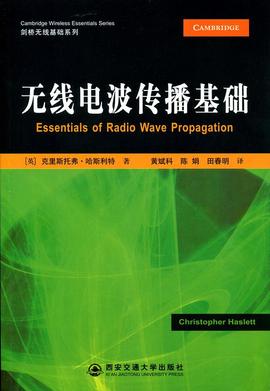 Cambridge Wireless Essentials Series
剑桥无线基础系列
CAMBRIDGE
无线电波传播基础
Essentials of Radio Wave Propagation
[英] 克里斯托弗·哈斯利特 著 黄斌科 陈娟 田春明 译
Christopher Haslett
西安交通大学出版社
XI'AN JIAOTONG UNIVERSITY PRESS